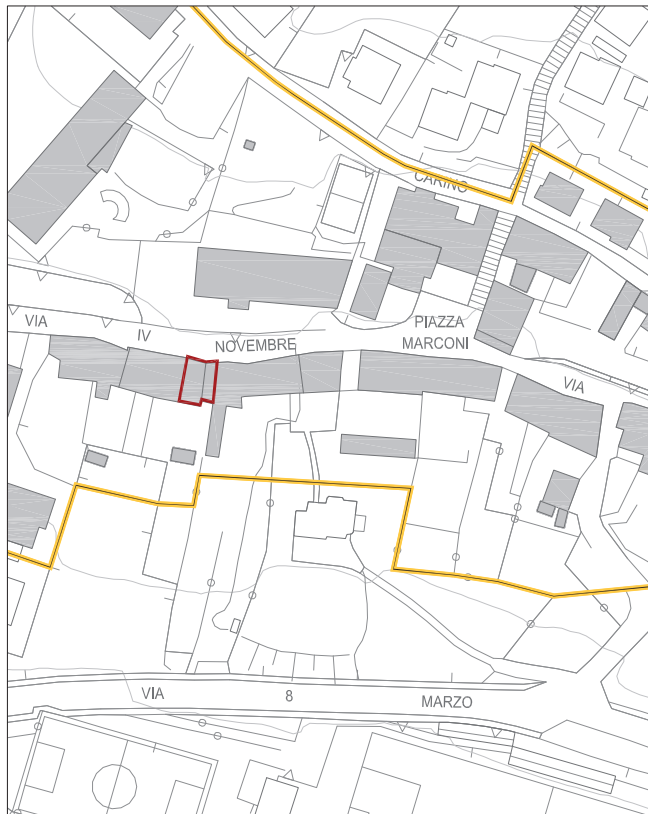 CARINO
VIA IV NOVEMBRE
PIAZZA
MARCONI
VIA
VIA 8 MARZO